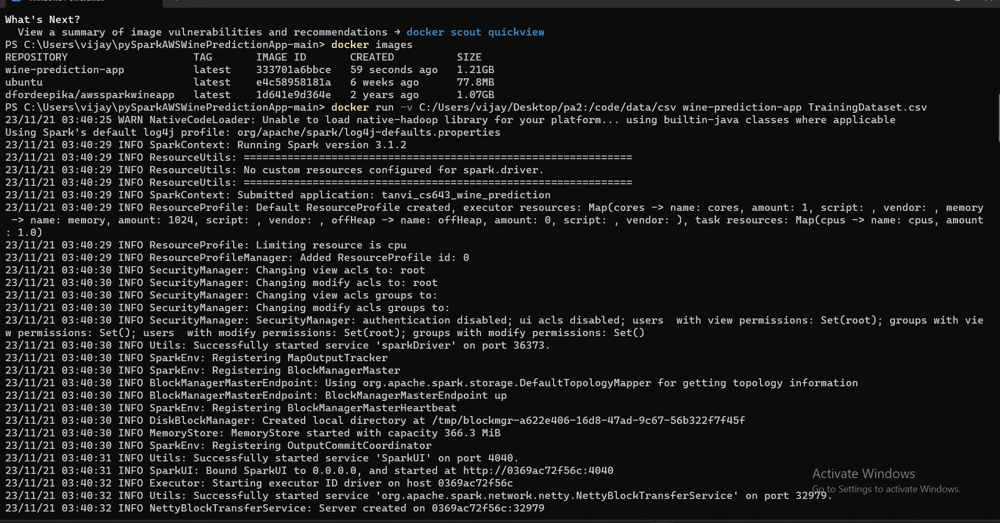 What's Next?
View a summary of image vulnerabilities and recommendations → docker scout quickview
PS C:\Users\vijay\pySparkAWSWinePredictionApp-main> docker images
REPOSITORY TAG IMAGE ID CREATED SIZE
wine-prediction-app latest 333701a6bbce 59 seconds ago 1.21GB
ubuntu latest e4c58958181a 6 weeks ago 77.8MB
dfordeepika/awssparkwineapp latest 1d641e9d364e 2 years ago 1.07GB
PS C:\Users\vijay\pySparkAWSWinePredictionApp-main> docker run -v C:/Users/vijay/Desktop/pa2:/code/data/csv wine-prediction-app TrainingDataset.csv
23/11/21 03:40:25 WARN NativeCodeLoader: Unable to load native-hadoop library for your platform... using builtin-java classes where applicable
Using Spark's default log4j profile: org/apache/spark/log4j-defaults.properties
23/11/21 03:40:29 INFO SparkContext: Running Spark version 3.1.2
23/11/21 03:40:29 INFO ResourceUtils: ==============================================================
23/11/21 03:40:29 INFO ResourceUtils: No custom resources configured for spark.driver.
23/11/21 03:40:29 INFO ResourceUtils: ==============================================================
23/11/21 03:40:29 INFO SparkContext: Submitted application: tanvi_cs643_wine_prediction
23/11/21 03:40:29 INFO ResourceProfile: Default ResourceProfile created, executor resources: Map(cores -> name: cores, amount: 1, script: , vendor: , memory
-> name: memory, amount: 1024, script: , vendor: , offHeap -> name: offHeap, amount: 0, script: , vendor: ), task resources: Map(cpus -> name: cpus, amount
: 1.0)
23/11/21 03:40:29 INFO ResourceProfile: Limiting resource is cpu
23/11/21 03:40:29 INFO ResourceProfileManager: Added ResourceProfile id: 0
23/11/21 03:40:30 INFO SecurityManager: Changing view acls to: root
23/11/21 03:40:30 INFO SecurityManager: Changing modify acls to: root
23/11/21 03:40:30 INFO SecurityManager: Changing view acls groups to:
23/11/21 03:40:30 INFO SecurityManager: Changing modify acls groups to:
23/11/21 03:40:30 INFO SecurityManager: SecurityManager: authentication disabled; ui acls disabled; users  with view permissions: Set(root); groups with vie
w permissions: Set(); users  with modify permissions: Set(root); groups with modify permissions: Set()
23/11/21 03:40:30 INFO Utils: Successfully started service 'sparkDriver' on port 36373.
23/11/21 03:40:30 INFO SparkEnv: Registering MapOutputTracker
23/11/21 03:40:30 INFO SparkEnv: Registering BlockManagerMaster
23/11/21 03:40:30 INFO BlockManagerMasterEndpoint: Using org.apache.spark.storage.DefaultTopologyMapper for getting topology information
23/11/21 03:40:30 INFO BlockManagerMasterEndpoint: BlockManagerMasterEndpoint up
23/11/21 03:40:30 INFO SparkEnv: Registering BlockManagerMasterHeartbeat
23/11/21 03:40:30 INFO DiskBlockManager: Created local directory at /tmp/blockmgr-a622e406-16d8-47ad-9c67-56b322f7f45f
23/11/21 03:40:30 INFO MemoryStore: MemoryStore started with capacity 366.3 MiB
23/11/21 03:40:30 INFO SparkEnv: Registering OutputCommitCoordinator
23/11/21 03:40:31 INFO Utils: Successfully started service 'SparkUI' on port 4040.
23/11/21 03:40:31 INFO SparkUI: Bound SparkUI to 0.0.0.0, and started at http://0369ac72f56c:4040
23/11/21 03:40:32 INFO Executor: Starting executor ID driver on host 0369ac72f56c
23/11/21 03:40:32 INFO Utils: Successfully started service 'org.apache.spark.network.netty.NettyBlockTransferService' on port 32979.
23/11/21 03:40:32 INFO NettyBlockTransferService: Server created on 0369ac72f56c:32979
Activate Windows
Go to Settings to activate Windows.